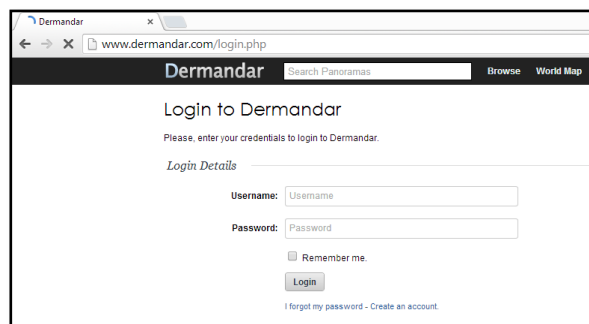 Dermandar
www.dermandar.com/login.php
Dermandar Search Panoramas Browse World Map
Login to Dermandar
Please, enter your credentials to login to Dermandar.
Login Details
Username: Username
Password: Password
Remember me.
Login
I forgot my password - Create an account.